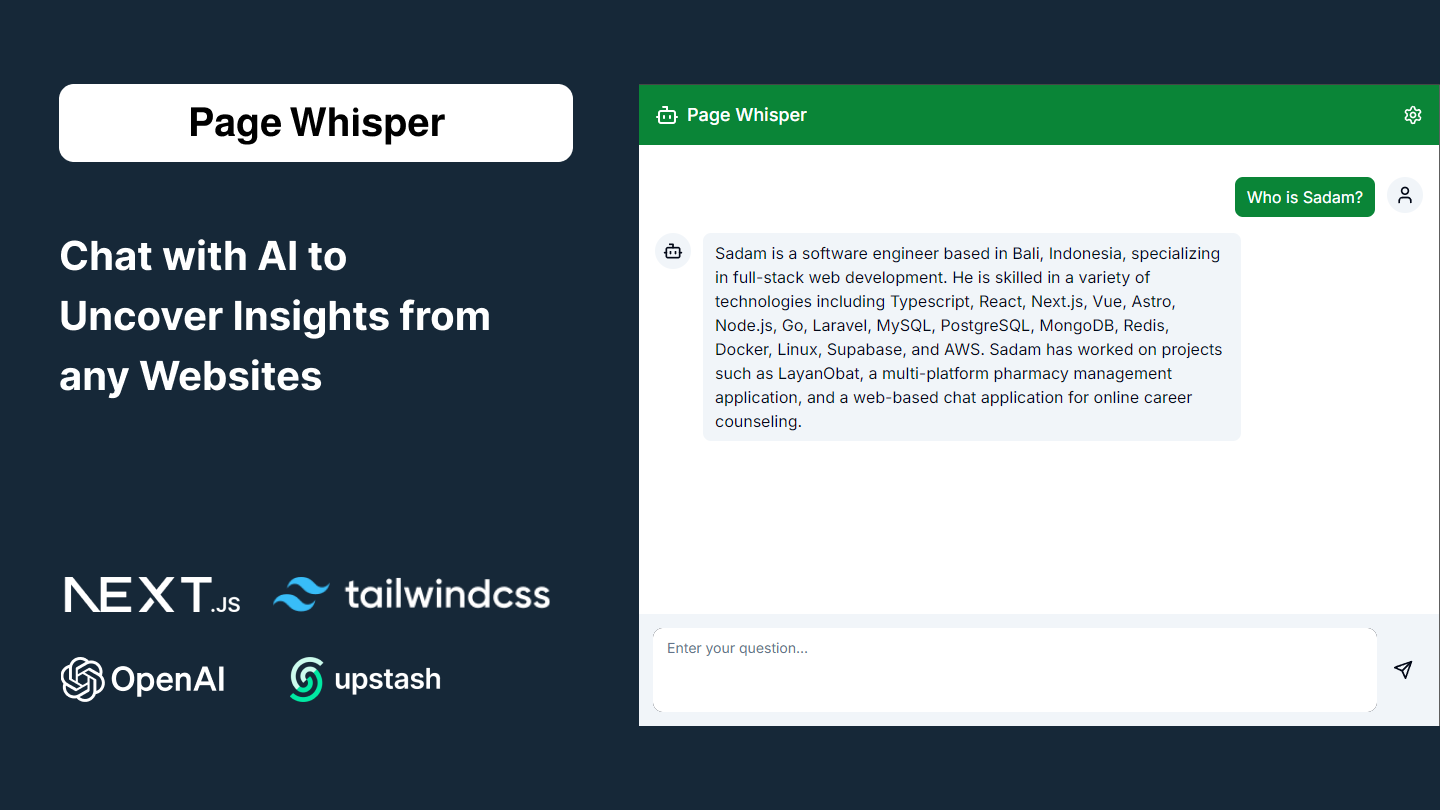 Page Whisper
Chat with AI to
Uncover Insights from
any Websites
NEXT.JS
tailwindcss
OpenAI
upstash
Page Whisper
Who is Sadam?
Sadam is a software engineer based in Bali, Indonesia, specializing
in full-stack web development. He is skilled in a variety of
technologies including Typescript, React, Next.js, Vue, Astro,
Node.js, Go, Laravel, MySQL, PostgreSQL, MongoDB, Redis,
Docker, Linux, Supabase, and AWS. Sadam has worked on projects
such as LayanObat, a multi-platform pharmacy management
application, and a web-based chat application for online career
counseling.
Enter your question...